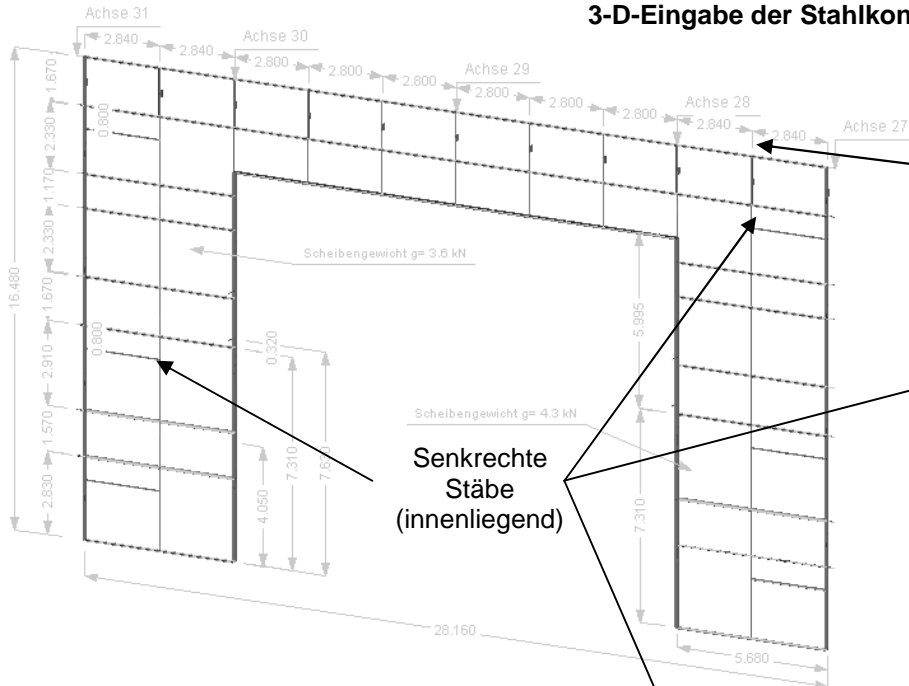 3-D-Eingabe der Stahlkon
Achse 31
2.840
2.840
Achse 30
2.800
2.800
Achse 29
2.800
2.800
2.800
Achse 28
2.840
2.840
Achse 27
1.670
2.330
1.170
2.330
1.670
2.910
1.570
2.830
16.480
0.800
0.800
Scheibengewicht g= 3.6 kN
0.320
5.995
Scheibengewicht g= 4.3 kN
Senkrechte
Stäbe
(innenliegend)
4.050
7.310
7.310
28.160
5.680